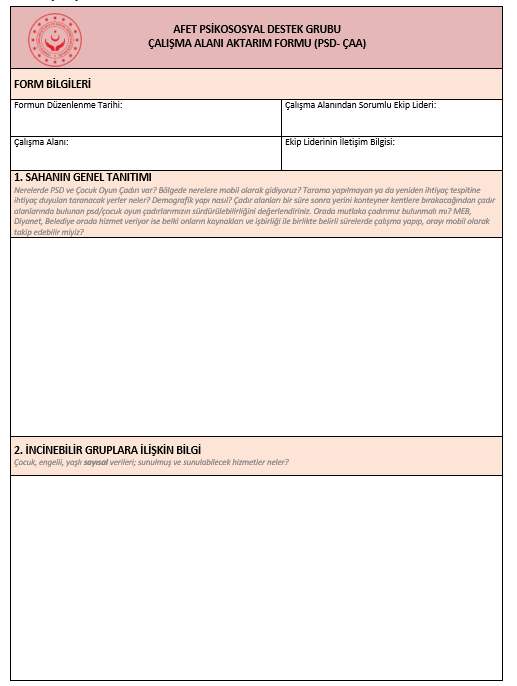 AFET PSİKOSOSYAL DESTEK GRUBU
ÇALIŞMA ALANI AKTARIM FORMU (PSD- ÇAA)
FORM BİLGİLERİ
Formun Düzenlenme Tarihi:
Çalışma Alanından Sorumlu Ekip Lideri:
Çalışma Alanı:
Ekip Liderinin İletişim Bilgisi:
1. SAHANIN GENEL TANITIMI
Nerelerde PSD ve Çocuk Oyun Çadırı var? Bölgede nerelere mobil olarak gidiyoruz? Tarama yapılmayan ya da yeniden ihtiyaç tespitine
ihtiyaç duyulan taranacak yerler neler? Demografik yapı nasıl? Çadır alanları bir süre sonra yerini konteyner kentlere bırakacağından çadır
alanlarında bulunan psd/çocuk oyun çadırlarımızın sürdürülebilirliğini değerlendiriniz. Orada mutlaka çadırımız bulunmalı mı? MEB,
Diyanet, Belediye orada hizmet veriyor ise belki onların kaynakları ve işbirliği ile birlikte belirli sürelerde çalışma yapıp, orayı mobil olarak
takip edebilir miyiz?
2. İNCİNEBİLİR GRUPLARA İLİŞKİN BİLGİ
Çocuk, engelli, yaşlı sayısal verileri; sunulmuş ve sunulabilecek hizmetler neler?